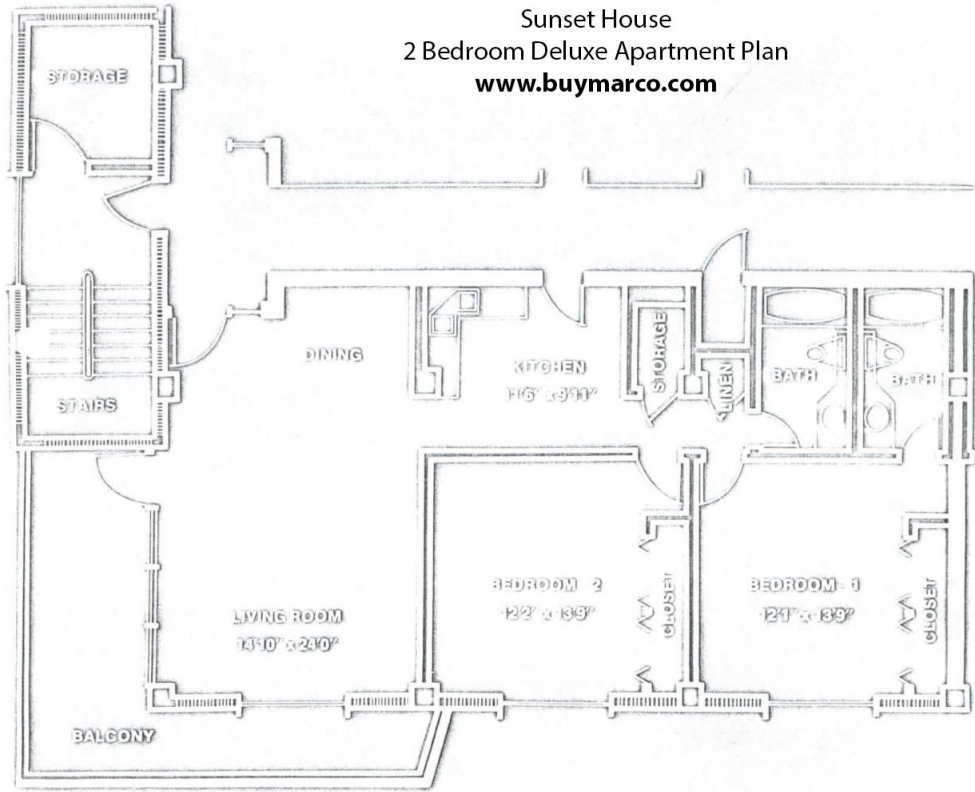 Sunset House
2 Bedroom Deluxe Apartment Plan
www.buymarco.com
STORAGE
DINING
KITCHEN
11'6" x 9'11"
STORAGE
LINEN
BATH
BATH
STAIRS
BEDROOM - 2
12'2" x 13'9"
CLOSET
BEDROOM - 1
12'1" x 13'9"
CLOSET
LIVING ROOM
14'10" x 24'0"
BALCONY